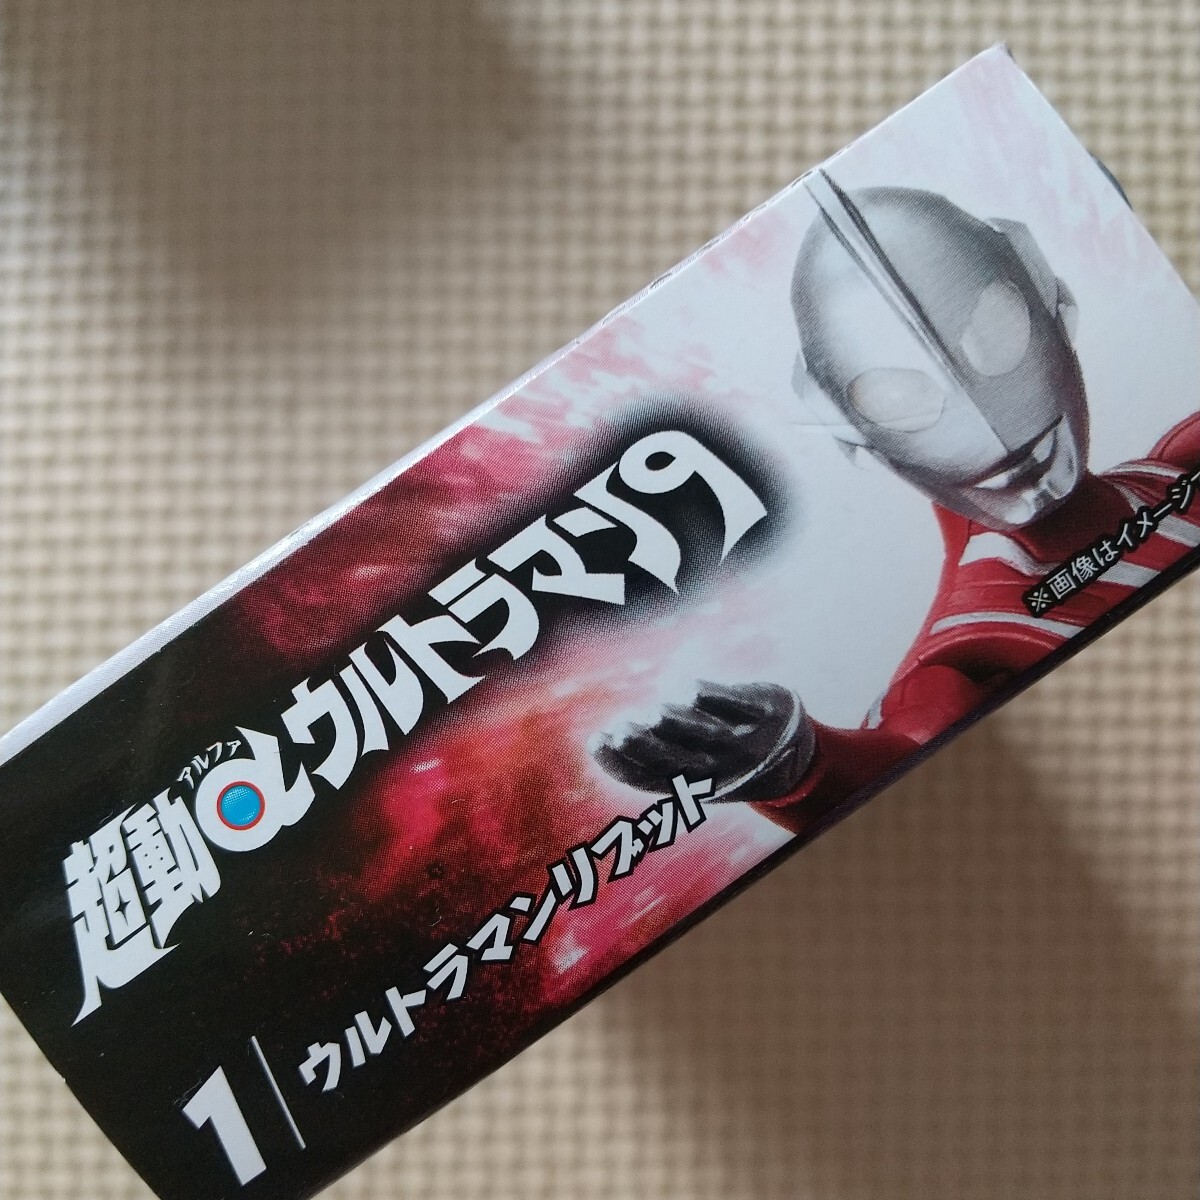 超動αウルトラマン9
アルファ
1 ウルトラマンリブット
※画像はイメージ